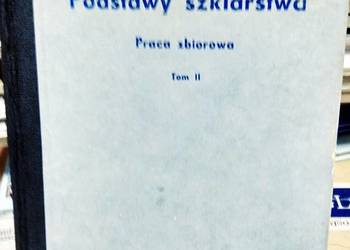 Podstawy szklarstwa
Praca zbiorowa
Tom II